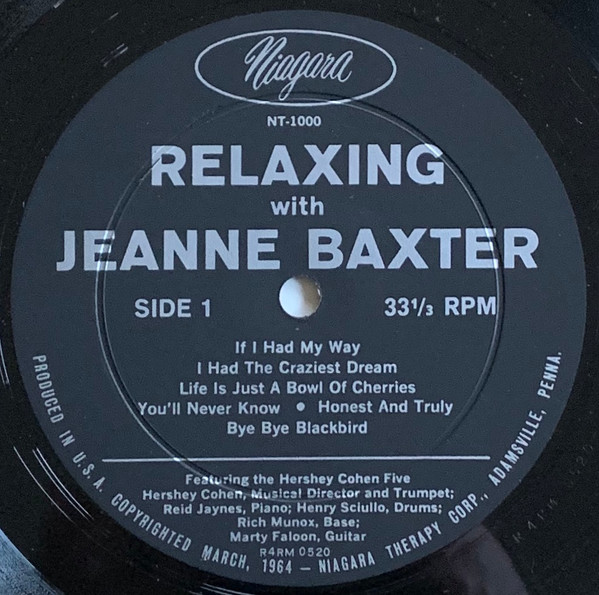 Niagara
NT-1000
RELAXING
with
JEANNE BAXTER
SIDE 1 33 1/3 RPM
If I Had My Way
I Had The Craziest Dream
Life Is Just A Bowl Of Cherries
You'll Never Know • Honest And Truly
Bye Bye Blackbird
Featuring the Hershey Cohen Five
Hershey Cohen, Musical Director and Trumpet;
Reid Jaynes, Piano; Henry Sciullo, Drums;
Rich Munox, Base;
Marty Faloon, Guitar
R4RM 0520
PRODUCED IN U.S.A. COPYRIGHTED MARCH, 1964 — NIAGARA THERAPY CORP., ADAMSVILLE, PENNA.